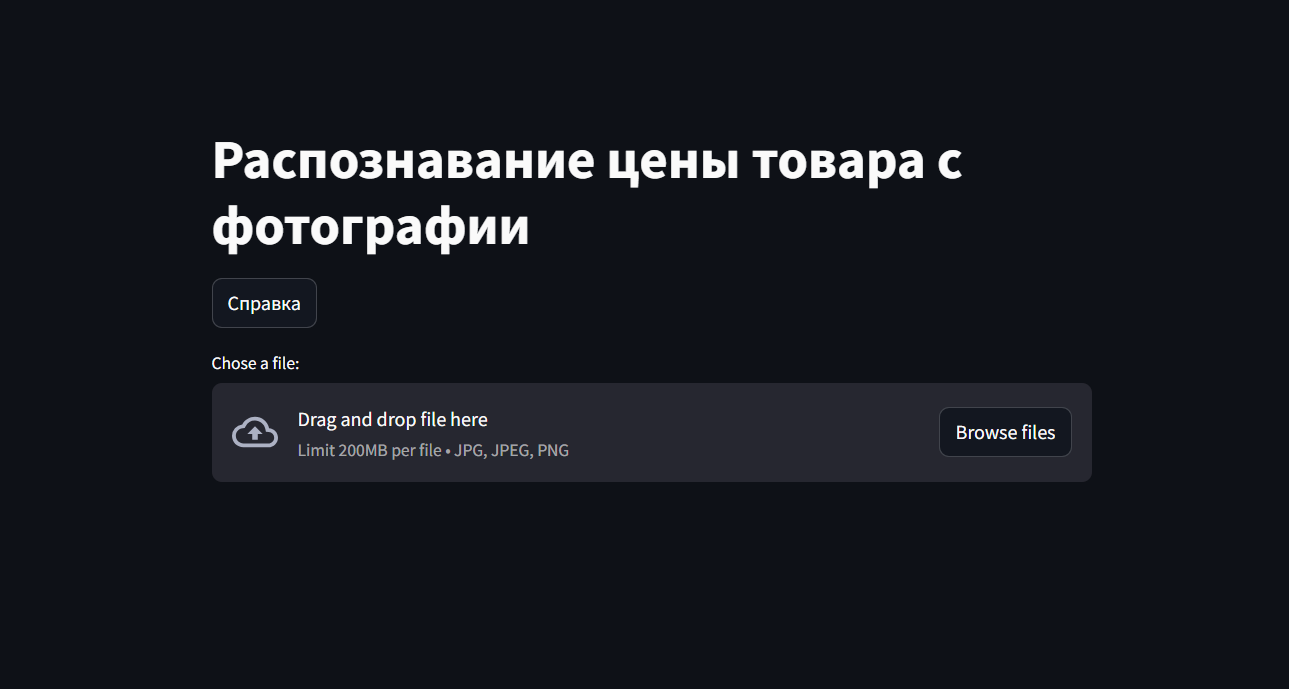 Распознавание цены товара с
фотографии
Справка
Chose a file:
Drag and drop file here
Limit 200MB per file • JPG, JPEG, PNG
Browse files